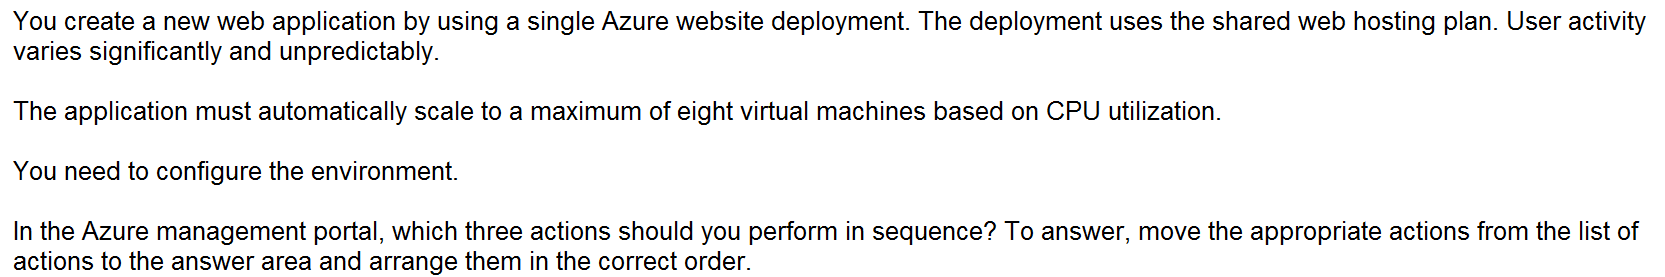 You create a new web application by using a single Azure website deployment. The deployment uses the shared web hosting plan. User activity
varies significantly and unpredictably.
The application must automatically scale to a maximum of eight virtual machines based on CPU utilization.
You need to configure the environment.
In the Azure management portal, which three actions should you perform in sequence? To answer, move the appropriate actions from the list of
actions to the answer area and arrange them in the correct order.